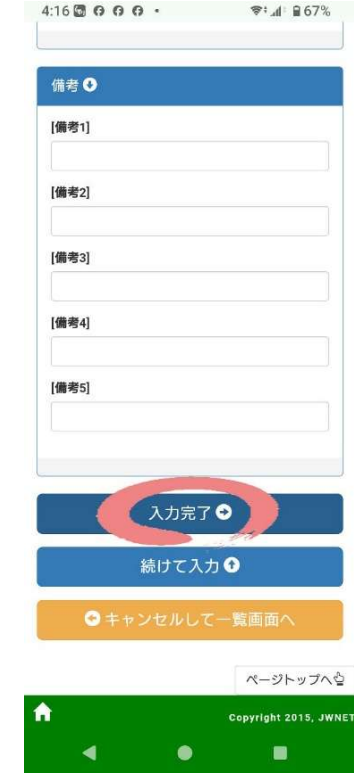 4:16 67%
備考
[備考1]
[備考2]
[備考3]
[備考4]
[備考5]
入力完了
続けて入力
キャンセルして一覧画面へ
ページトップへ
Copyright 2015, JWNET